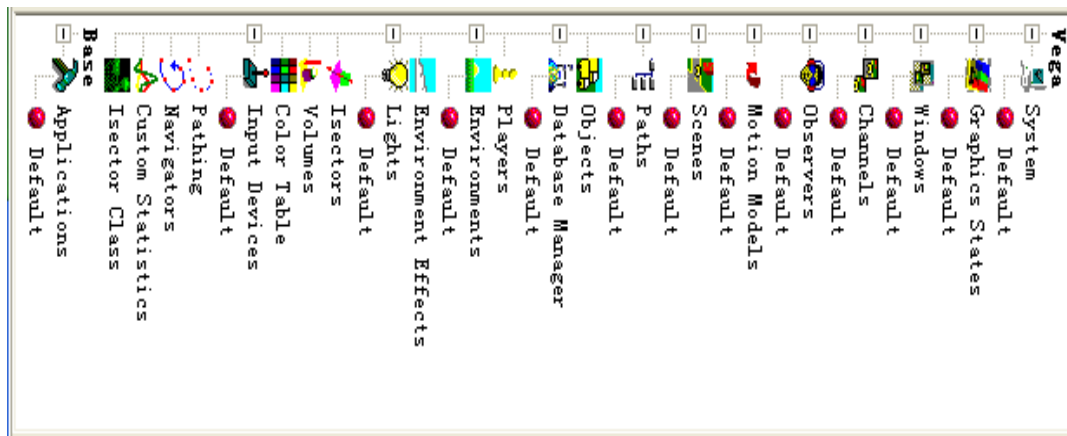 Vega
System
Default
Graphics States
Default
Windows
Default
Channels
Default
Observers
Default
Motion Models
Default
Scenes
Default
Paths
Default
Objects
Database Manager
Default
Players
Environments
Default
Environment Effects
Lights
Default
Isectors
Volumes
Color Table
Input Devices
Default
Pathing
Navigators
Custom Statistics
Isector Class
Base
Applications
Default